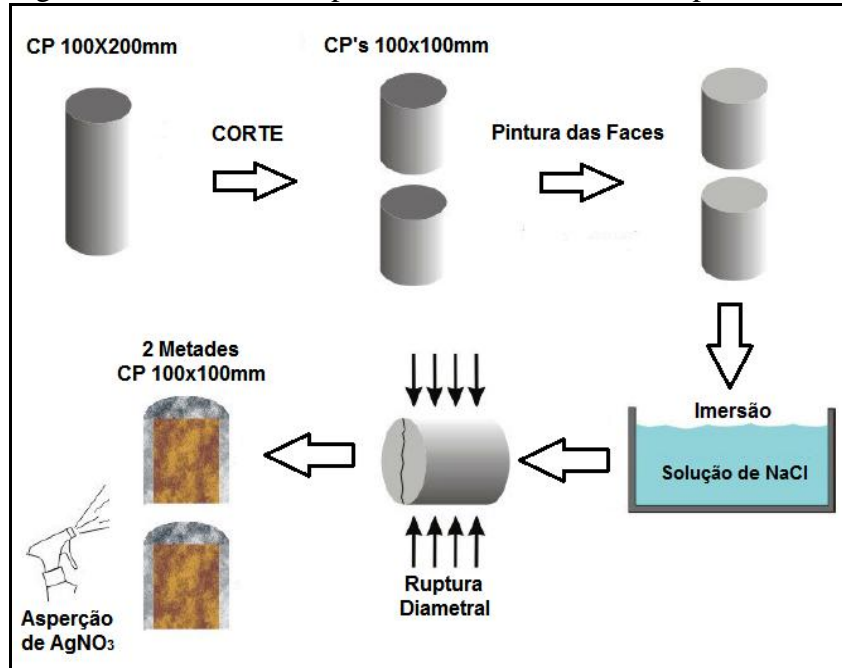 CP 100X200mm
CP's 100x100mm
CORTE
Pintura das Faces
Imersão
Solução de NaCl
Ruptura
Diametral
2 Metades
CP 100x100mm
Asperção
de AgNO₃